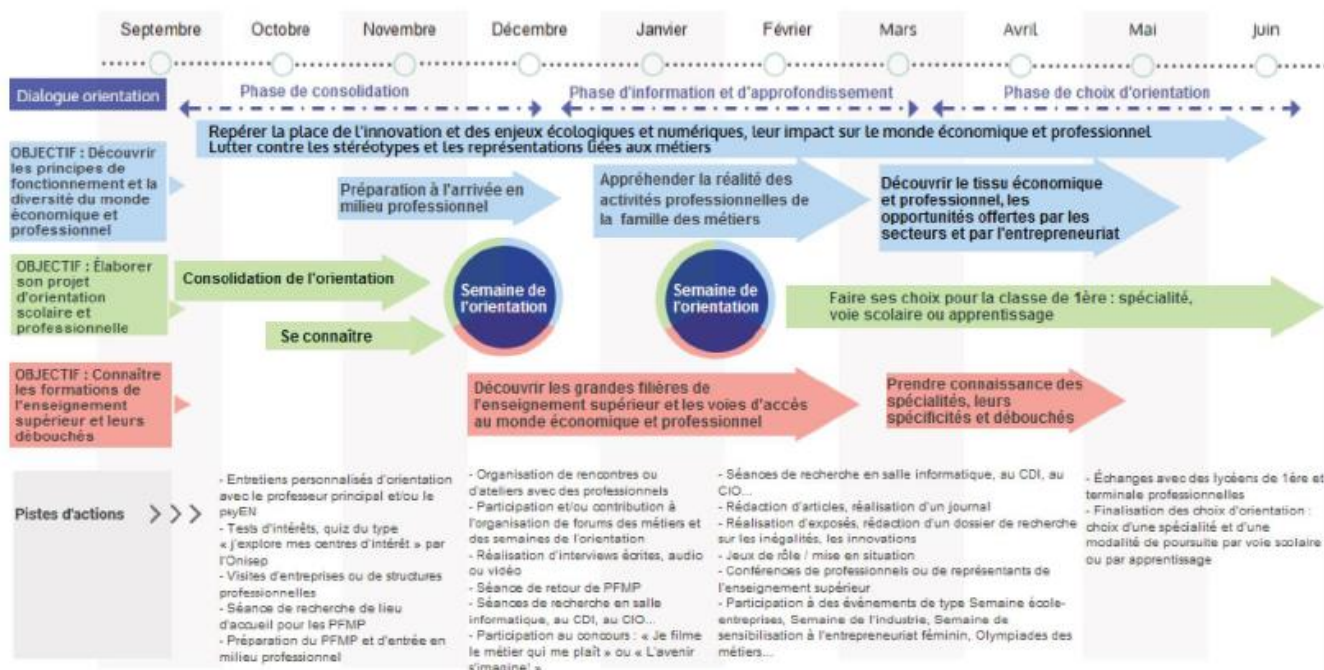 Septembre Octobre Novembre Décembre Janvier Février Mars Avril Mai Juin
Dialogue orientation
Phase de consolidation
Phase d'information et d'approfondissement
Phase de choix d'orientation
Repérer la place de l'innovation et des enjeux écologiques et numériques, leur impact sur le monde économique et professionnel
Lutter contre les stéréotypes et les représentations liées aux métiers
OBJECTIF : Découvrir
les principes de
fonctionnement et la
diversité du monde
économique et
professionnel
Préparation à l'arrivée en
milieu professionnel
Appréhender la réalité des
activités professionnelles de
la famille des métiers
Découvrir le tissu économique
et professionnel, les
opportunités offertes par les
secteurs et par l'entrepreneuriat
OBJECTIF : Élaborer
son projet
d'orientation
scolaire et
professionnelle
Consolidation de l'orientation
Se connaître
Semaine de
l'orientation
Semaine de
l'orientation
Faire ses choix pour la classe de 1ère : spécialité,
voie scolaire ou apprentissage
OBJECTIF : Connaître
les formations de
l'enseignement
supérieur et leurs
débouchés
Découvrir les grandes filières de
l'enseignement supérieur et les voies d'accès
au monde économique et professionnel
Prendre connaissance des
spécialités, leurs
spécificités et débouchés
Pistes d'actions
- Entretiens personnalisés d'orientation
avec le professeur principal et/ou le
psyEN
- Tests d'intérêts, quiz du type
« j'explore mes centres d'intérêt » par
l'Onisep
- Visites d'entreprises ou de structures
professionnelles
- Séance de recherche de lieu
d'accueil pour les PFMP
- Préparation du PFMP et d'entrée en
milieu professionnel
- Organisation de rencontres ou
d'ateliers avec des professionnels
- Participation et/ou contribution à
l'organisation de forums des métiers et
des semaines de l'orientation
- Réalisation d'interviews écrites, audio
ou vidéo
- Séance de retour de PFMP
- Séances de recherche en salle
informatique, au CDI, au CIO...
- Participation au concours : « Je filme
le métier qui me plaît » ou « L'avenir
s'imagine! »
- Séances de recherche en salle informatique, au CDI, au
CIO...
- Rédaction d'articles, réalisation d'un journal
- Réalisation d'exposés, rédaction d'un dossier de recherche
sur les inégalités, les innovations
- Jeux de rôle / mise en situation
- Conférences de professionnels ou de représentants de
l'enseignement supérieur
- Participation à des événements de type Semaine école-
entreprises, Semaine de l'industrie, Semaine de
sensibilisation à l'entrepreneuriat féminin, Olympiades des
métiers...
- Échanges avec des lycéens de 1ère et
terminale professionnelles
- Finalisation des choix d'orientation :
choix d'une spécialité et d'une
modalité de poursuite par voie scolaire
ou par apprentissage